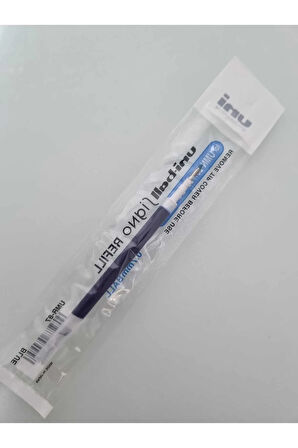 uni
REMOVE TIP COVER BEFORE USE
uni-ball Signo REFILL
UMR-87
BLUE